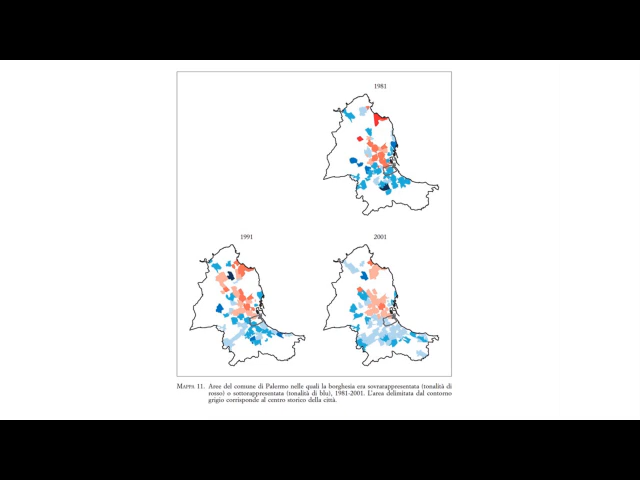 1981
1991
2001
MAPPA 11. Aree del comune di Palermo nelle quali la borghesia era sovrarappresentata (tonalità di
rosso) o sottorappresentata (tonalità di blu), 1981-2001. L'area delimitata dal contorno
grigio corrisponde al centro storico della città.